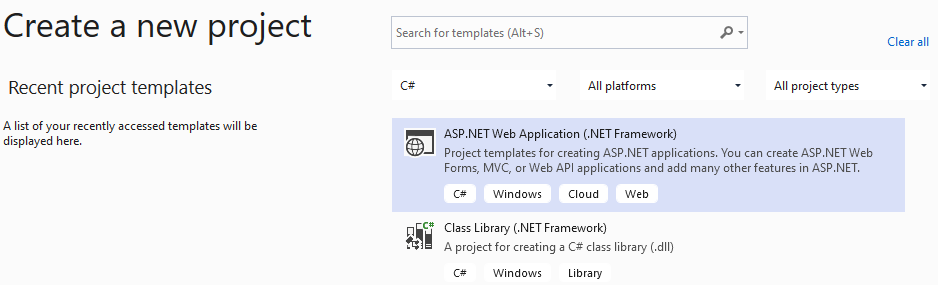 Create a new project
Search for templates (Alt+S)
Clear all
Recent project templates
C#
All platforms
All project types
A list of your recently accessed templates will be
displayed here.
ASP.NET Web Application (.NET Framework)
Project templates for creating ASP.NET applications. You can create ASP.NET Web
Forms, MVC, or Web API applications and add many other features in ASP.NET.
C# Windows Cloud Web
C#
Class Library (.NET Framework)
A project for creating a C# class library (.dll)
C# Windows Library